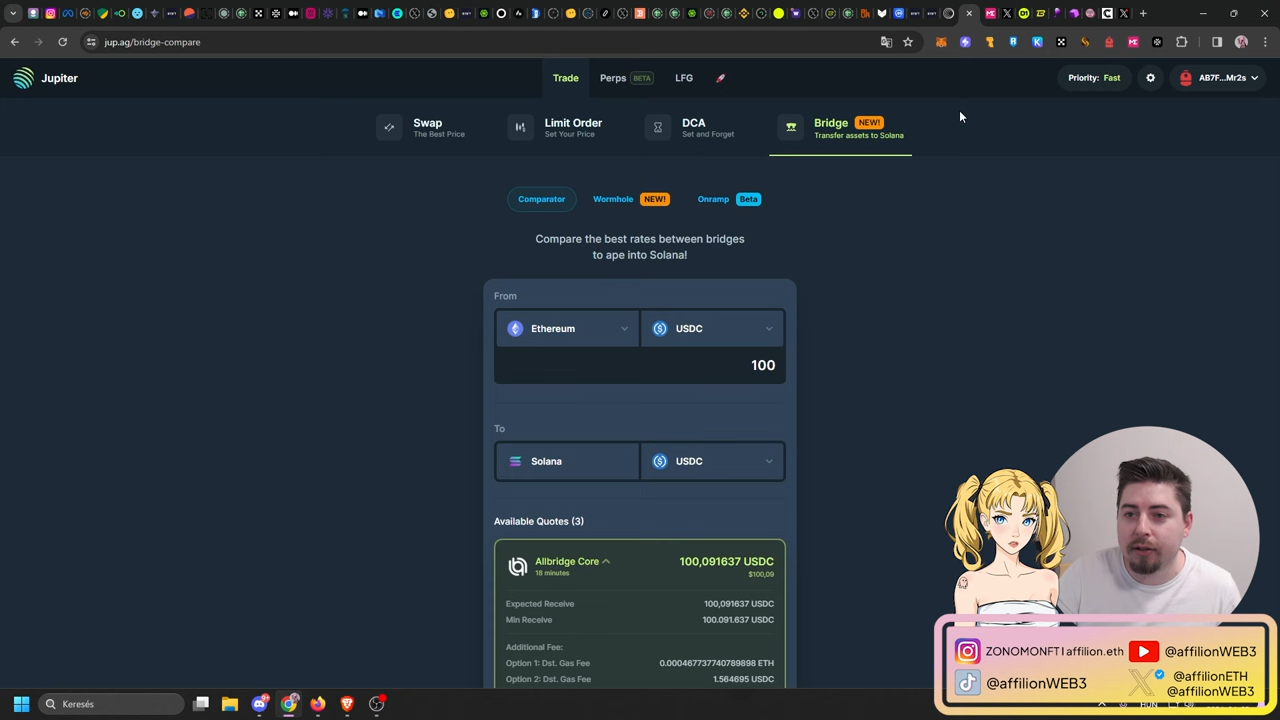 jup.ag/bridge-compare
Jupiter
Trade
Perps BETA
LFG
Priority: Fast
AB7F...Mr2s
Swap
The Best Price
Limit Order
Set Your Price
DCA
Set and Forget
Bridge NEW!
Transfer assets to Solana
Comparator
Wormhole NEW!
Onramp Beta
Compare the best rates between bridges
to ape into Solana!
From
Ethereum
USDC
100
To
Solana
USDC
Available Quotes (3)
Allbridge Core
18 minutes
100,091637 USDC
$100,09
Expected Receive
100,091637 USDC
Min Receive
100.091.637 USDC
Additional Fee:
Option 1: Dst. Gas Fee
0.000467737740789898 ETH
Option 2: Dst. Gas Fee
1.564695 USDC
ZONOMONFT | affilion.eth
@affilionWEB3
@affilionWEB3
@affilionETH
@affilionWEB3
Keresés
HUN